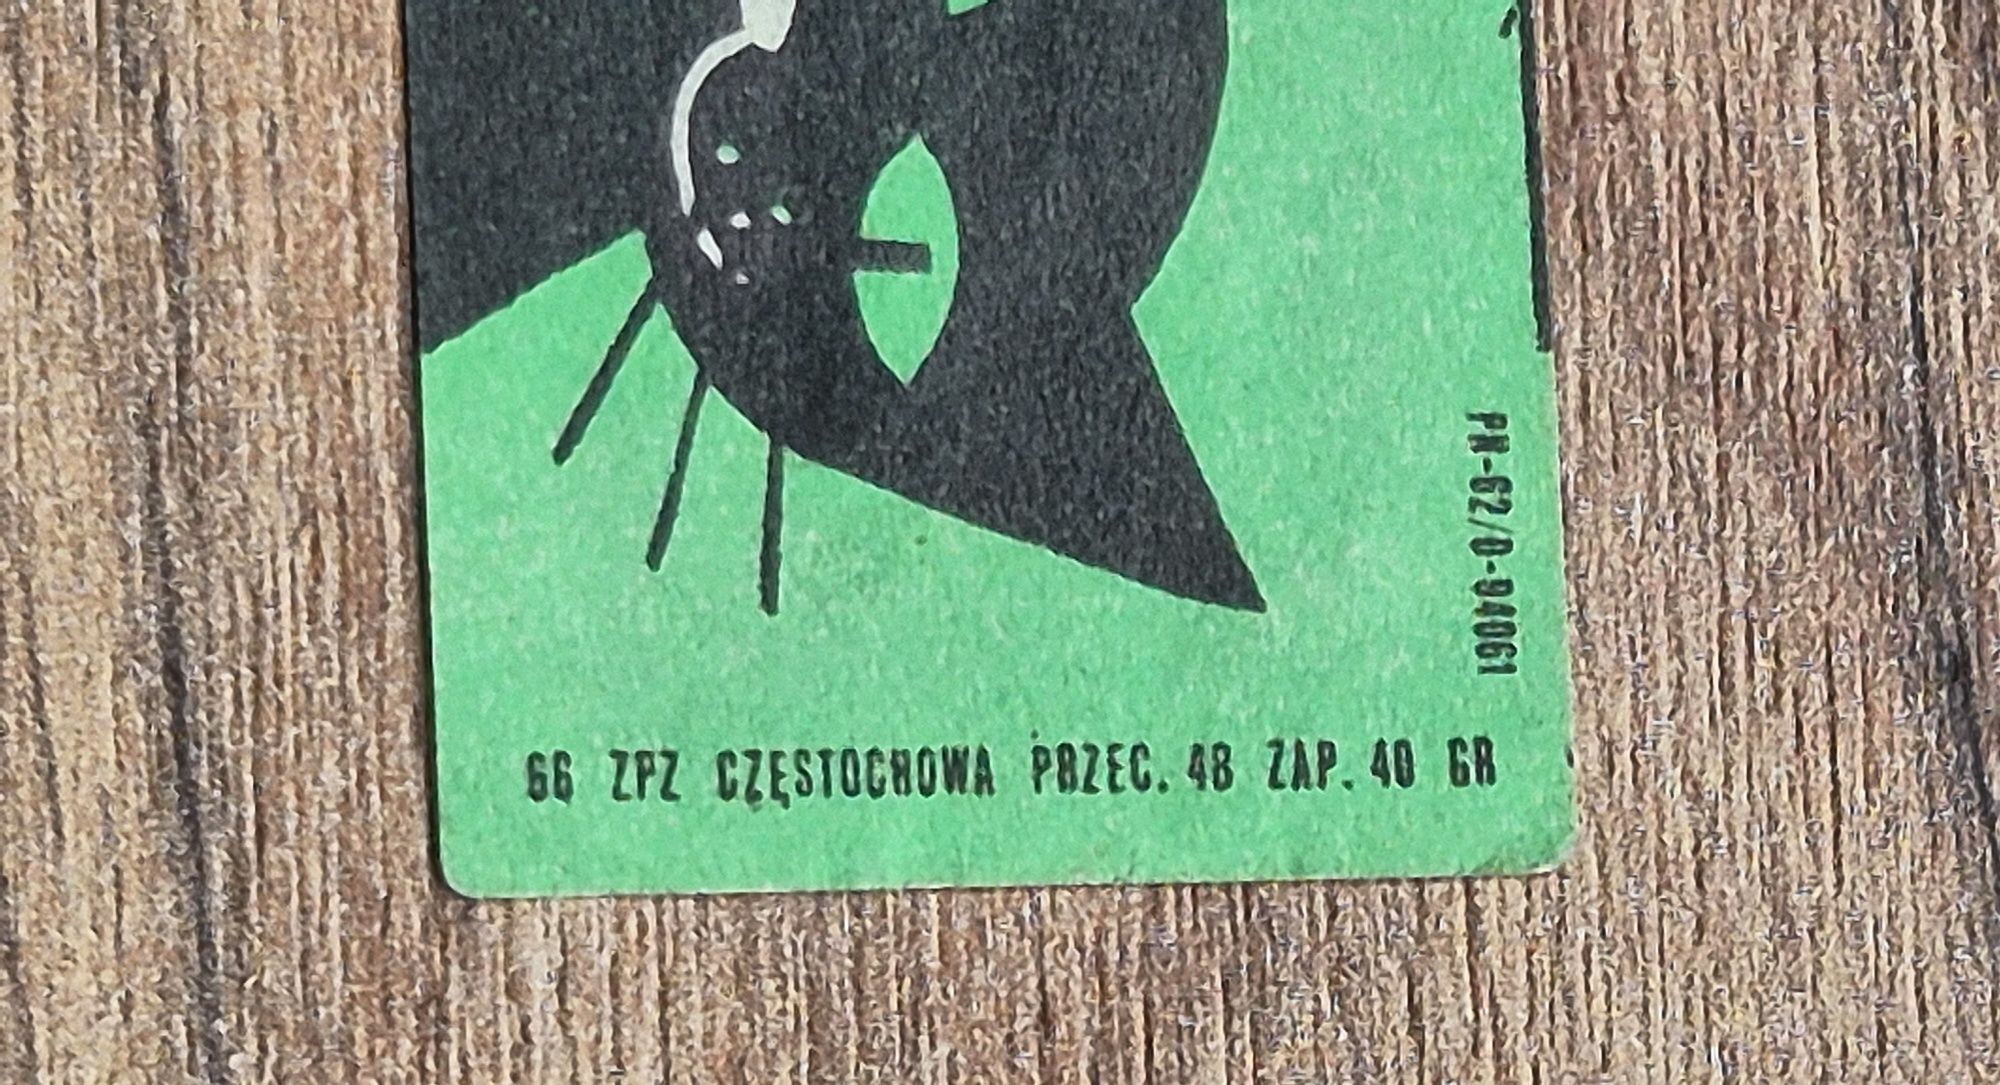 PN-62/O-94061
66 ZPZ CZĘSTOCHOWA PRZEC. 48 ZAP. 40 GR